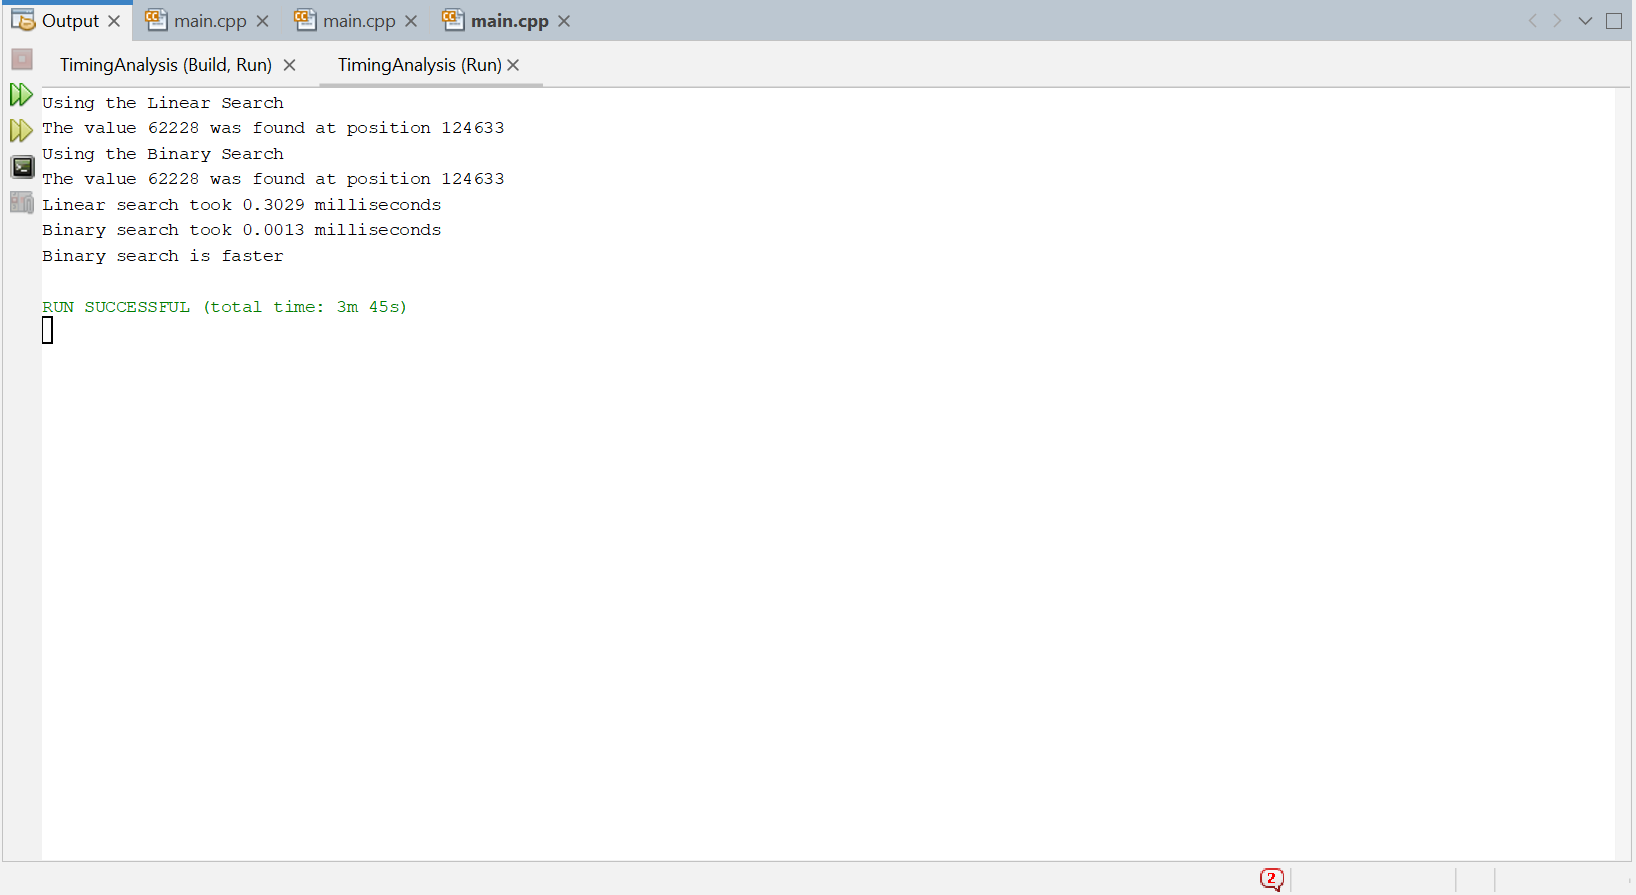 Output main.cpp main.cpp main.cpp
TimingAnalysis (Build, Run) TimingAnalysis (Run)
Using the Linear Search
The value 62228 was found at position 124633
Using the Binary Search
The value 62228 was found at position 124633
Linear search took 0.3029 milliseconds
Binary search took 0.0013 milliseconds
Binary search is faster
RUN SUCCESSFUL (total time: 3m 45s)
2